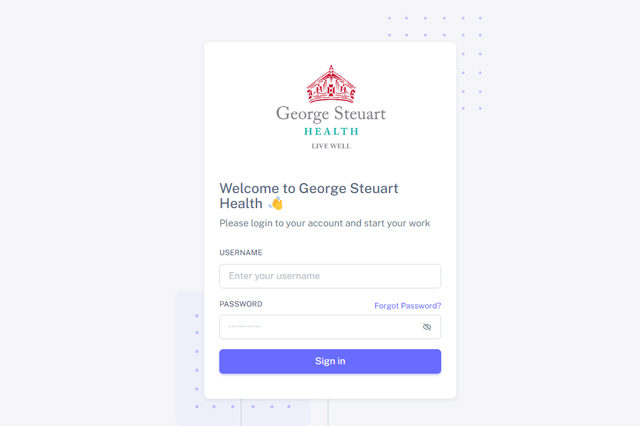 George Steuart
HEALTH
LIVE WELL
Welcome to George Steuart
Health 👋
Please login to your account and start your work
USERNAME
Enter your username
PASSWORD
Forgot Password?
············
Sign in